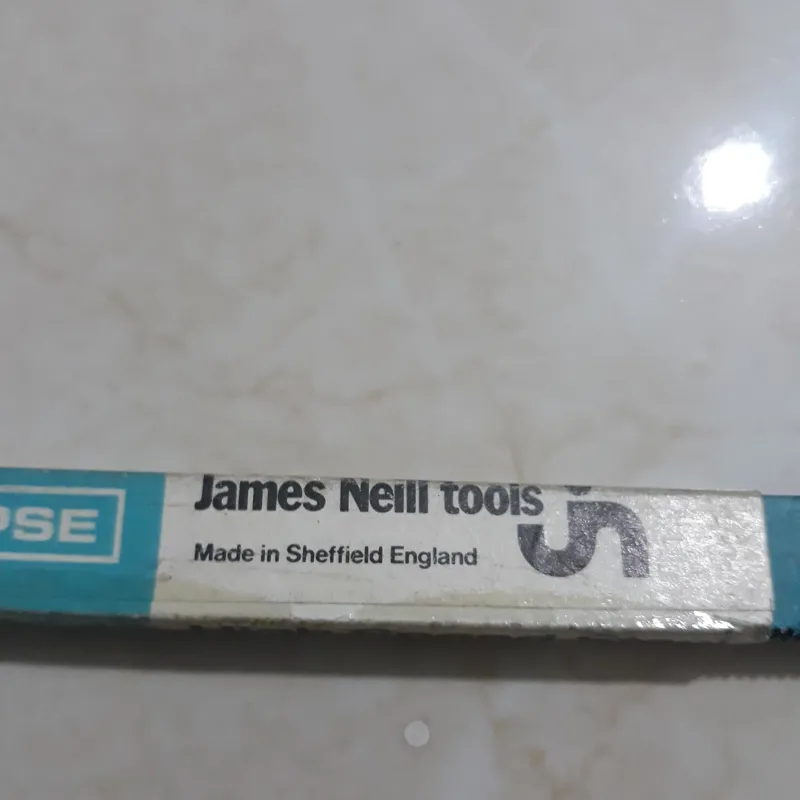 PSE
James Neill tools
Made in Sheffield England